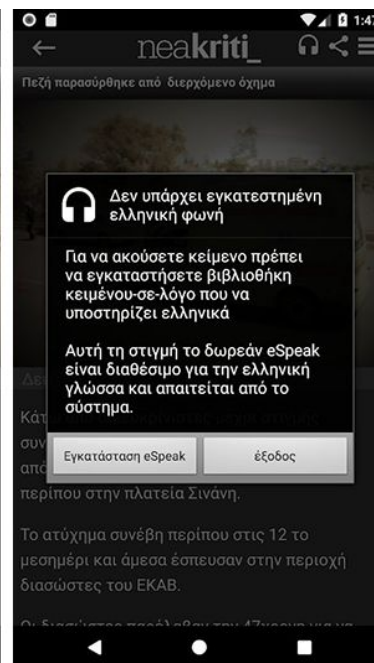 1:47
neakriti_
Πεζή παρασύρθηκε από διερχόμενο όχημα
Δεν υπάρχει εγκατεστημένη
ελληνική φωνή
Για να ακούσετε κείμενο πρέπει
να εγκαταστήσετε βιβλιοθήκη
κειμένου-σε-λόγο που να
υποστηρίζει ελληνικά
Αυτή τη στιγμή το δωρεάν eSpeak
είναι διαθέσιμο για την ελληνική
γλώσσα και απαιτείται από το
σύστημα.
Εγκατάσταση eSpeak
έξοδος
περίπου στην πλατεία Σινάνη.
Το ατύχημα συνέβη περίπου στις 12 το
μεσημέρι και άμεσα έσπευσαν στην περιοχή
διασώστες του ΕΚΑΒ.